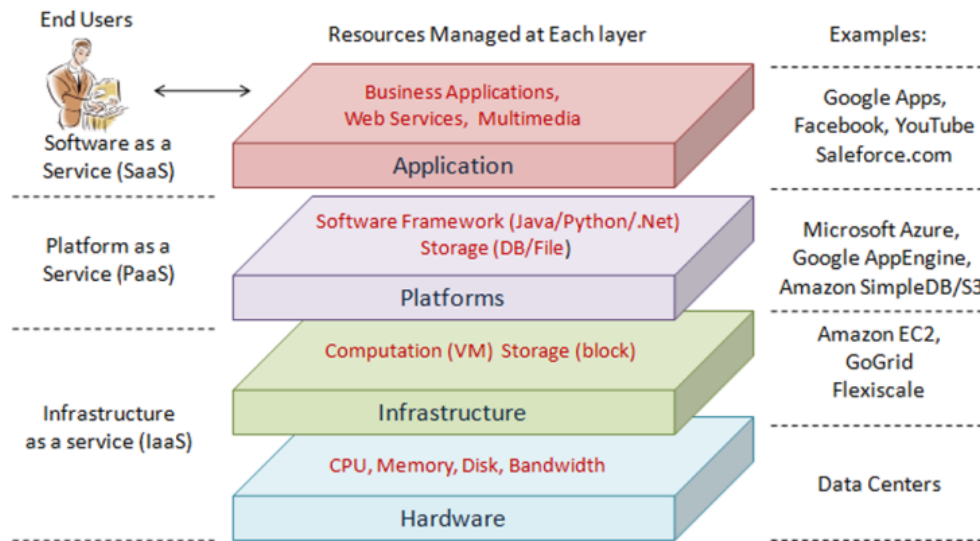 End Users
Resources Managed at Each layer
Examples:
Software as a
Service (SaaS)
Business Applications,
Web Services, Multimedia
Application
Google Apps,
Facebook, YouTube
Saleforce.com
Platform as a
Service (PaaS)
Software Framework (Java/Python/.Net)
Storage (DB/File)
Platforms
Microsoft Azure,
Google AppEngine,
Amazon SimpleDB/S3
Infrastructure
as a service (IaaS)
Computation (VM) Storage (block)
Infrastructure
Amazon EC2,
GoGrid
Flexiscale
CPU, Memory, Disk, Bandwidth
Hardware
Data Centers